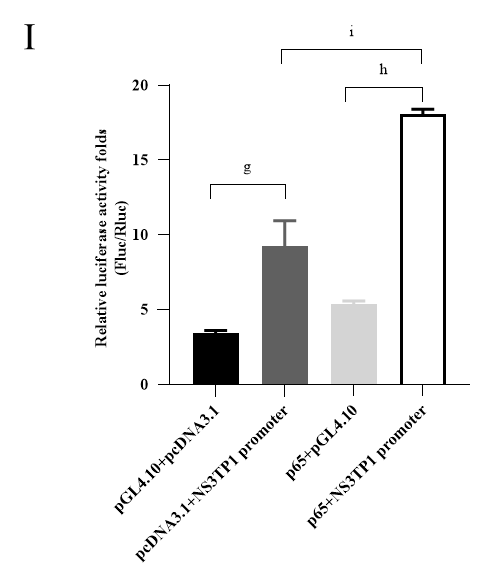 I
i
h
g
20
15
10
5
0
Relative luciferase activity folds
(Fluc/Rluc)
pGL4.10+pcDNA3.1
pcDNA3.1+NS3TP1 promoter
p65+pGL4.10
p65+NS3TP1 promoter